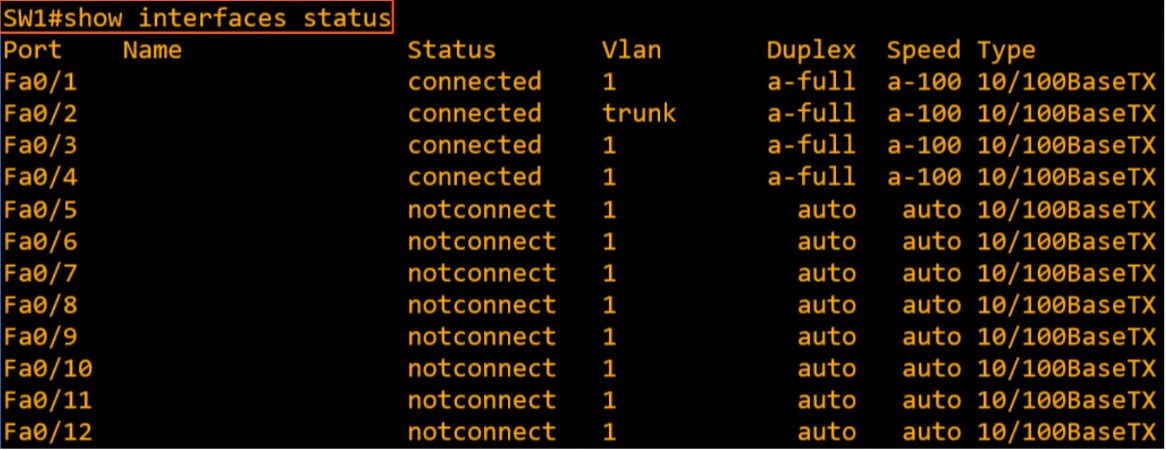 SW1#show interfaces status
Port Name Status Vlan Duplex Speed Type
Fa0/1 connected 1 a-full a-100 10/100BaseTX
Fa0/2 connected trunk a-full a-100 10/100BaseTX
Fa0/3 connected 1 a-full a-100 10/100BaseTX
Fa0/4 connected 1 a-full a-100 10/100BaseTX
Fa0/5 notconnect 1 auto auto 10/100BaseTX
Fa0/6 notconnect 1 auto auto 10/100BaseTX
Fa0/7 notconnect 1 auto auto 10/100BaseTX
Fa0/8 notconnect 1 auto auto 10/100BaseTX
Fa0/9 notconnect 1 auto auto 10/100BaseTX
Fa0/10 notconnect 1 auto auto 10/100BaseTX
Fa0/11 notconnect 1 auto auto 10/100BaseTX
Fa0/12 notconnect 1 auto auto 10/100BaseTX